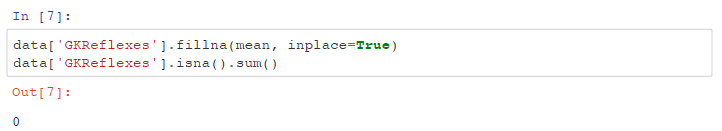 In [7]:
data['GKReflexes'].fillna(mean, inplace=True)
data['GKReflexes'].isna().sum()
Out[7]:
0